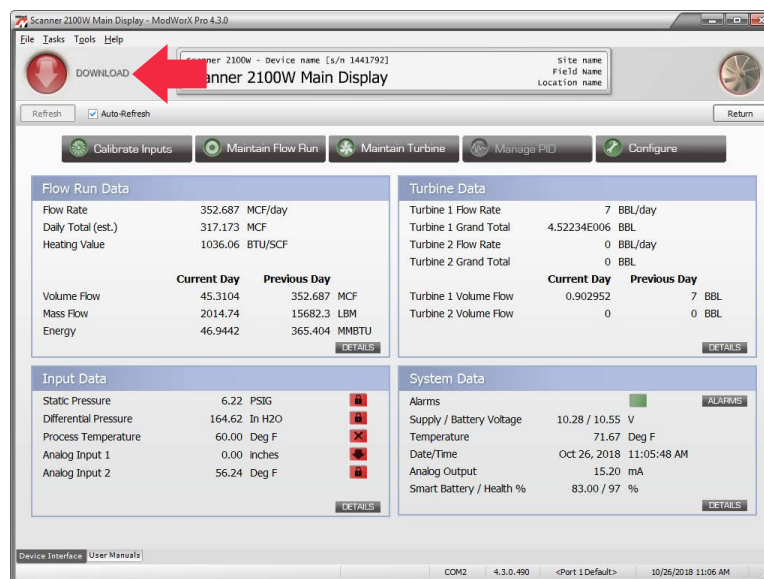 Scanner 2100W Main Display - ModWorX Pro 4.3.0
File Tasks Tools Help
DOWNLOAD
2100W - Device name [s/n 1441792]
Site name
2100W Main Display
Field Name
Location name
Refresh Auto-Refresh Return
Calibrate Inputs Maintain Flow Run Maintain Turbine Manage PID Configure
Flow Run Data
Flow Rate 352.687 MCF/day
Daily Total (est.) 317.173 MCF
Heating Value 1036.06 BTU/SCF
Current Day Previous Day
Volume Flow 45.3104 352.687 MCF
Mass Flow 2014.74 15682.3 LBM
Energy 46.9442 365.404 MMBTU
DETAILS
Turbine Data
Turbine 1 Flow Rate 7 BBL/day
Turbine 1 Grand Total 4.52234E006 BBL
Turbine 2 Flow Rate 0 BBL/day
Turbine 2 Grand Total 0 BBL
Current Day Previous Day
Turbine 1 Volume Flow 0.902952 7 BBL
Turbine 2 Volume Flow 0 0 BBL
DETAILS
Input Data
Static Pressure 6.22 PSIG
Differential Pressure 164.62 In H2O
Process Temperature 60.00 Deg F
Analog Input 1 0.00 inches
Analog Input 2 56.24 Deg F
DETAILS
System Data
Alarms ALARMS
Supply / Battery Voltage 10.28 / 10.55 V
Temperature 71.67 Deg F
Date/Time Oct 26, 2018 11:05:48 AM
Analog Output 15.20 mA
Smart Battery / Health % 83.00 / 97 %
DETAILS
Device Interface User Manuals
COM2 4.3.0.490 <Port 1 Default> 10/26/2018 11:06 AM